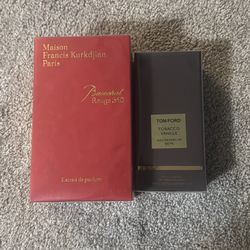 Maison
Francis Kurkdjian
Paris
Baccarat
Rouge 540
Extrait de parfum
TOM FORD
TOBACCO
VANILLE